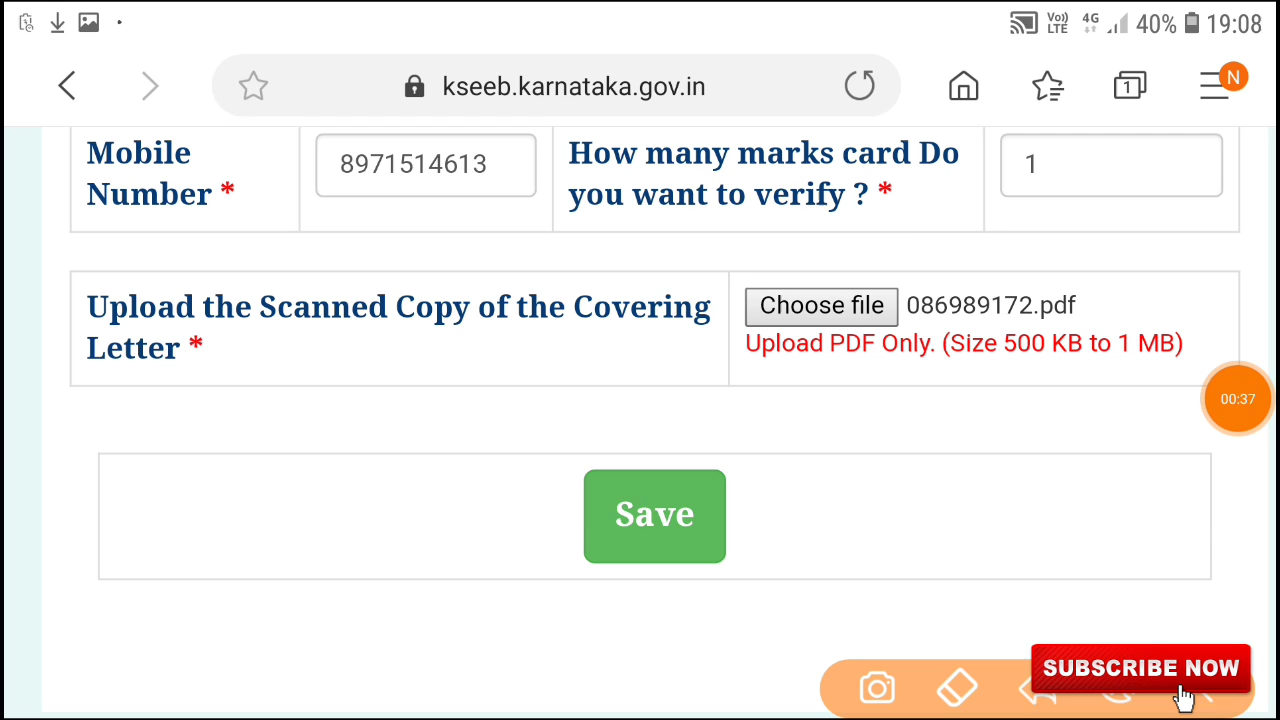 Vo)) LTE 4G 40% 19:08
kseeb.karnataka.gov.in 1 N
Mobile Number *
8971514613
How many marks card Do you want to verify ? *
1
Upload the Scanned Copy of the Covering Letter *
Choose file 086989172.pdf
Upload PDF Only. (Size 500 KB to 1 MB)
00:37
Save
SUBSCRIBE NOW